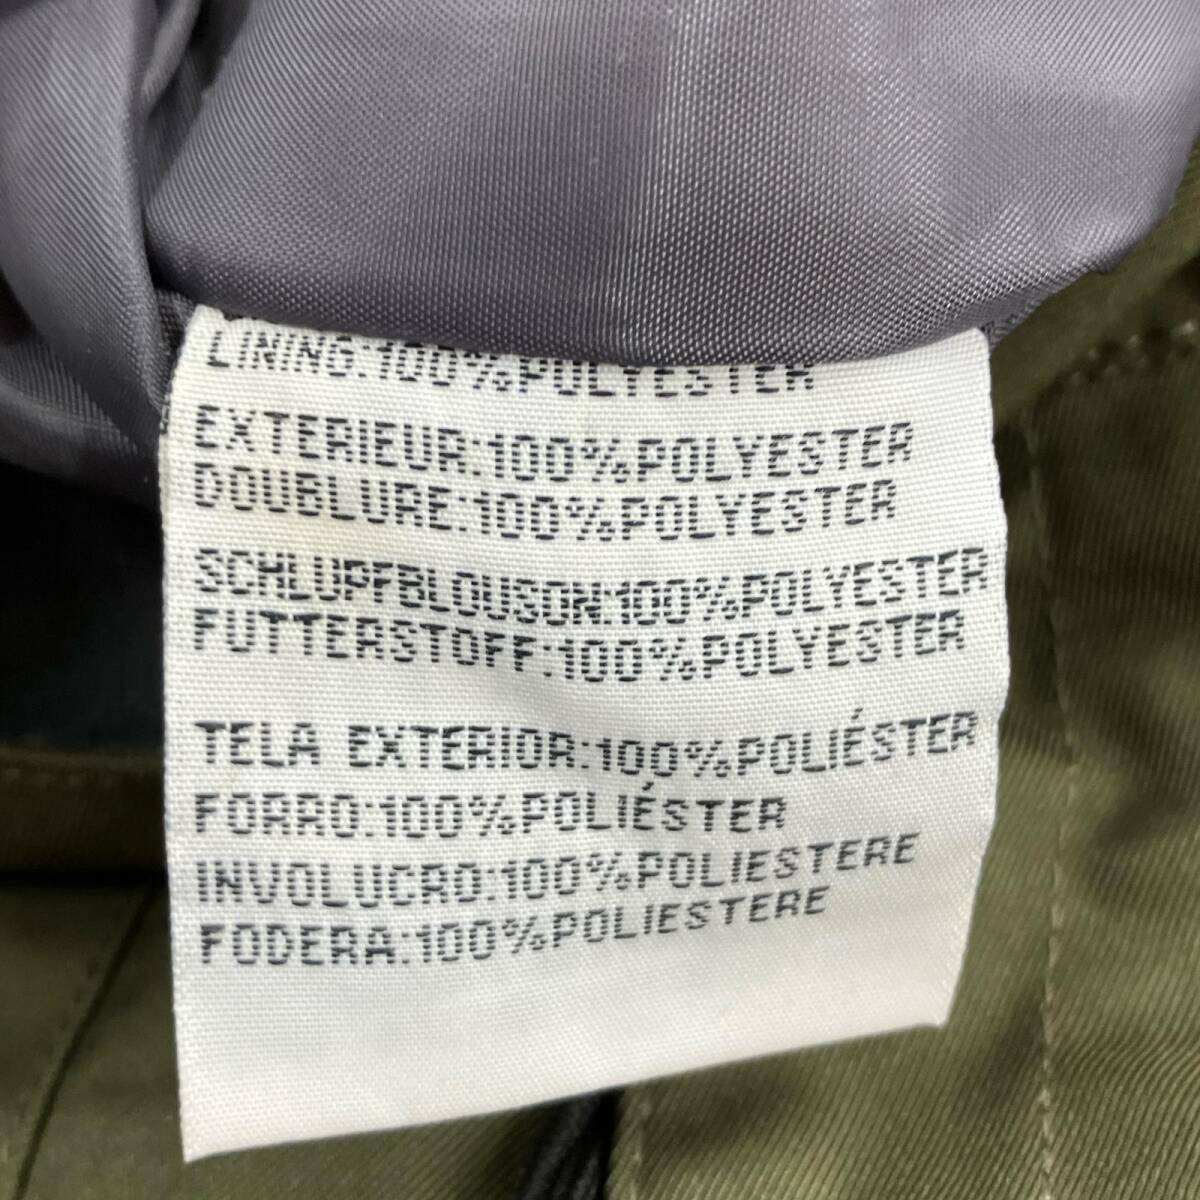 LINING:100%POLYESTER
EXTERIEUR:100%POLYESTER
DOUBLURE:100%POLYESTER
SCHLUPFBLOUSON:100%POLYESTER
FUTTERSTOFF:100%POLYESTER
TELA EXTERIOR:100%POLIÉSTER
FORRO:100%POLIÉSTER
INVOLUCRO:100%POLIESTERE
FODERA:100%POLIESTERE